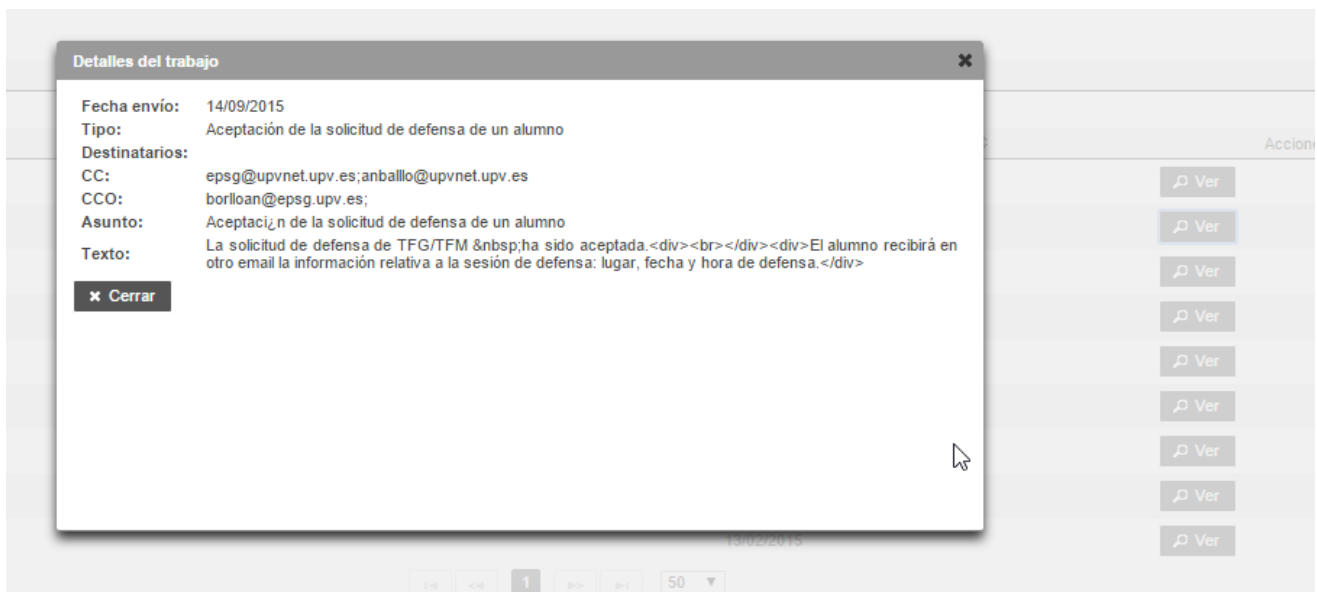 Detalles del trabajo
Fecha envío: 14/09/2015
Tipo: Aceptación de la solicitud de defensa de un alumno
Destinatarios:
CC: epsg@upvnet.upv.es;anballlo@upvnet.upv.es
CCO: borlloan@epsg.upv.es;
Asunto: Aceptaci¿n de la solicitud de defensa de un alumno
Texto: La solicitud de defensa de TFG/TFM &nbsp;ha sido aceptada.<div><br></div><div>El alumno recibirá en
otro email la información relativa a la sesión de defensa: lugar, fecha y hora de defensa.</div>
Cerrar
Accion
Ver
Ver
Ver
Ver
Ver
Ver
Ver
Ver
13/02/2015 Ver
1 50